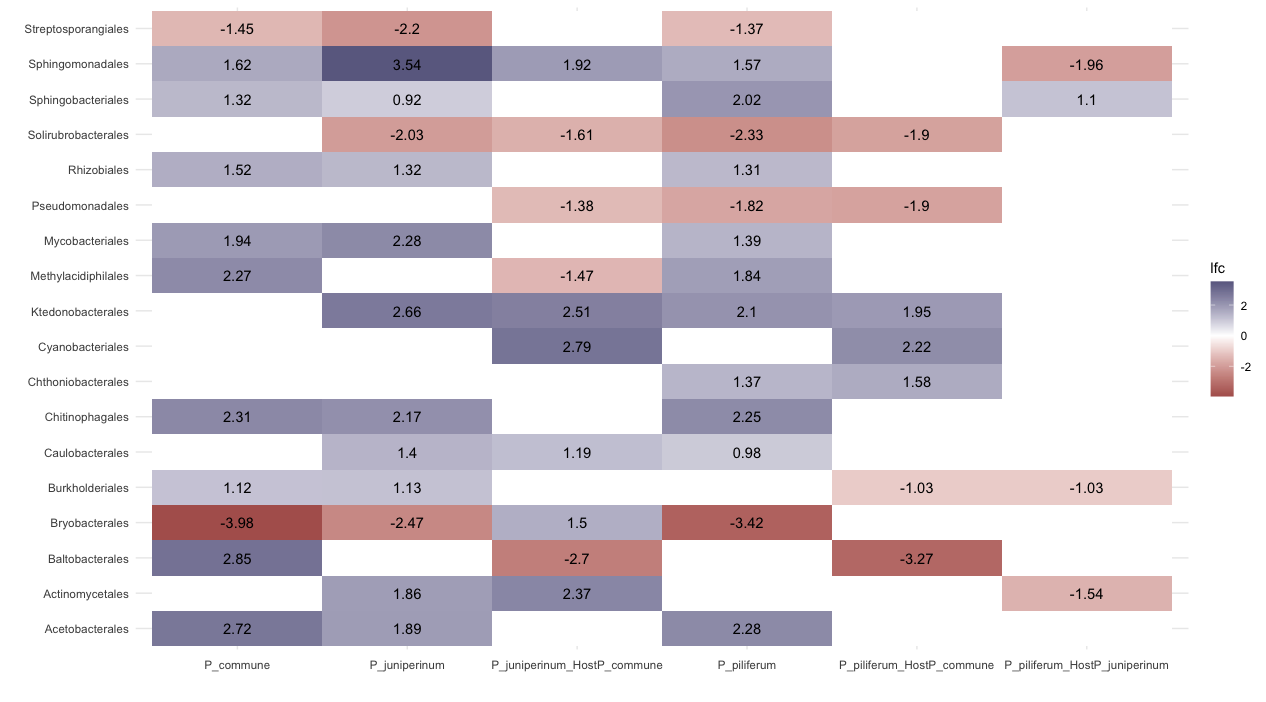 Streptosporangiales -1.45 -2.2 -1.37
Sphingomonadales 1.62 3.54 1.92 1.57 -1.96
Sphingobacteriales 1.32 0.92 2.02 1.1
Solirubrobacterales -2.03 -1.61 -2.33 -1.9
Rhizobiales 1.52 1.32 1.31
Pseudomonadales -1.38 -1.82 -1.9
Mycobacteriales 1.94 2.28 1.39
Methylacidiphilales 2.27 -1.47 1.84
Ktedonobacterales 2.66 2.51 2.1 1.95
Cyanobacteriales 2.79 2.22
Chthoniobacterales 1.37 1.58
Chitinophagales 2.31 2.17 2.25
Caulobacterales 1.4 1.19 0.98
Burkholderiales 1.12 1.13 -1.03 -1.03
Bryobacterales -3.98 -2.47 1.5 -3.42
Baltobacterales 2.85 -2.7 -3.27
Actinomycetales 1.86 2.37 -1.54
Acetobacterales 2.72 1.89 2.28
P_commune P_juniperinum P_juniperinum_HostP_commune P_piliferum P_piliferum_HostP_commune P_piliferum_HostP_juniperinum
lfc
2
0
-2